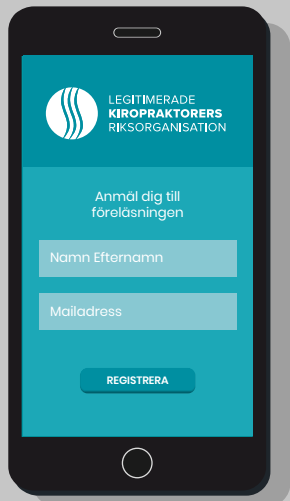 LEGITIMERADE
KIROPRAKTORERS
RIKSORGANISATION
Anmäl dig till
föreläsningen
Namn Efternamn
Mailadress
REGISTRERA